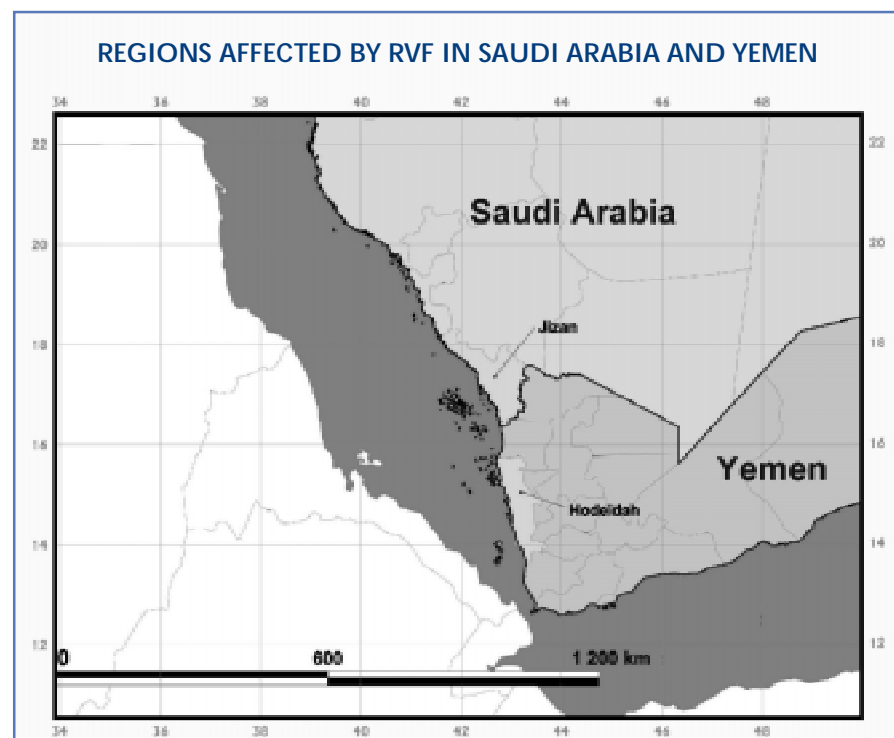 REGIONS AFFECTED BY RVF IN SAUDI ARABIA AND YEMEN
34 36 38 40 42 44 46 48
22 22
Saudi Arabia
20 20
Jizan
18 18
16 16
Yemen
Hodeidah
14 14
12 12
0 600 1 200 km
34 36 38 40 42 44 46 48